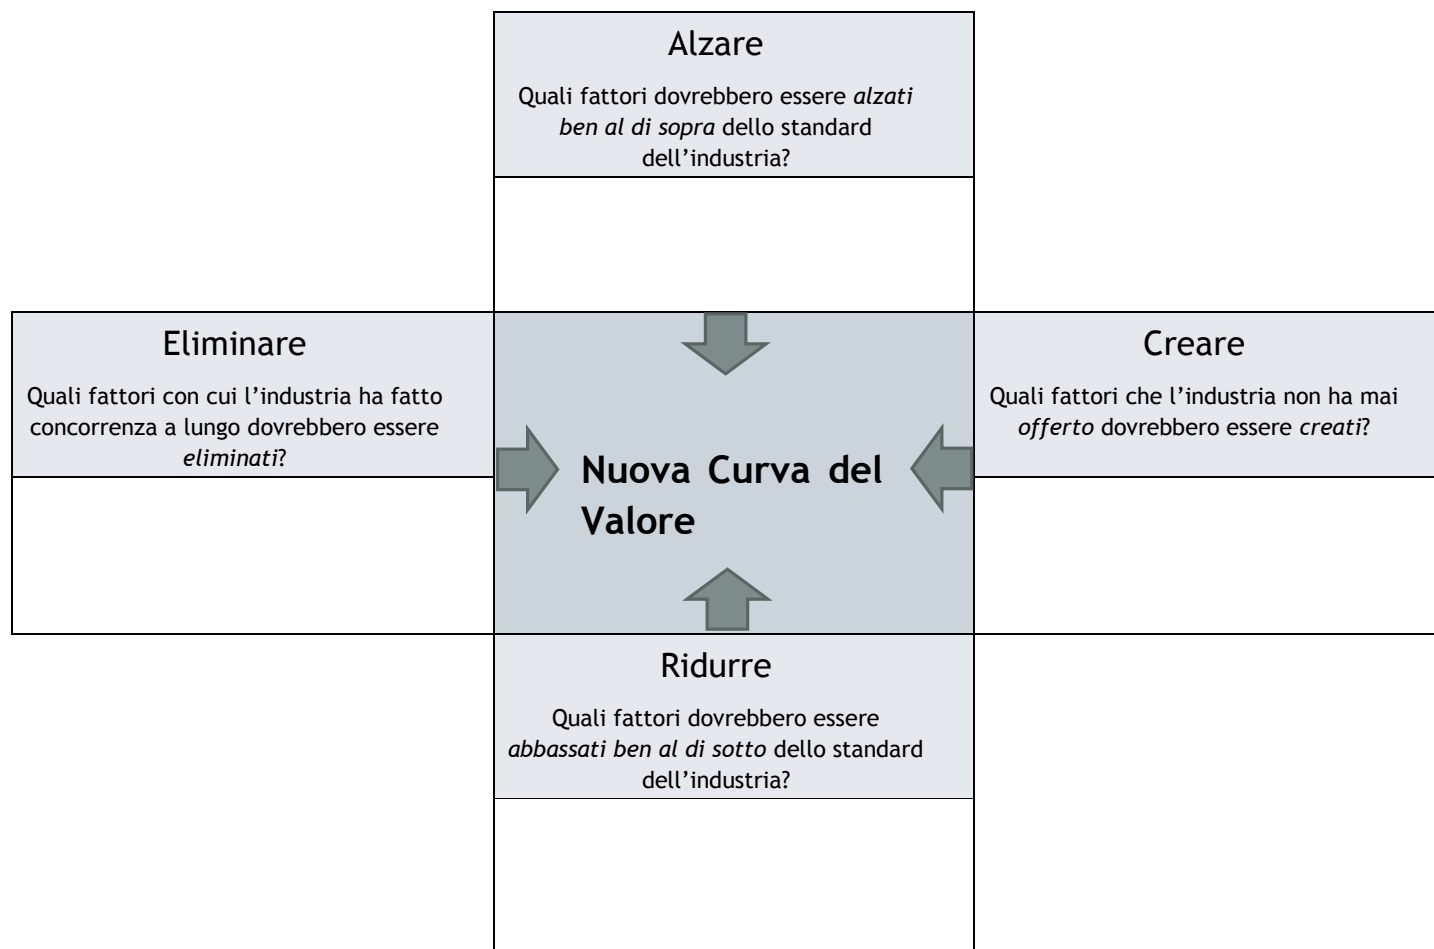 Alzare
Quali fattori dovrebbero essere alzati
ben al di sopra dello standard
dell’industria?
Eliminare
Quali fattori con cui l’industria ha fatto
concorrenza a lungo dovrebbero essere
eliminati?
Nuova Curva del
Valore
Creare
Quali fattori che l’industria non ha mai
offerto dovrebbero essere creati?
Ridurre
Quali fattori dovrebbero essere
abbassati ben al di sotto dello standard
dell’industria?